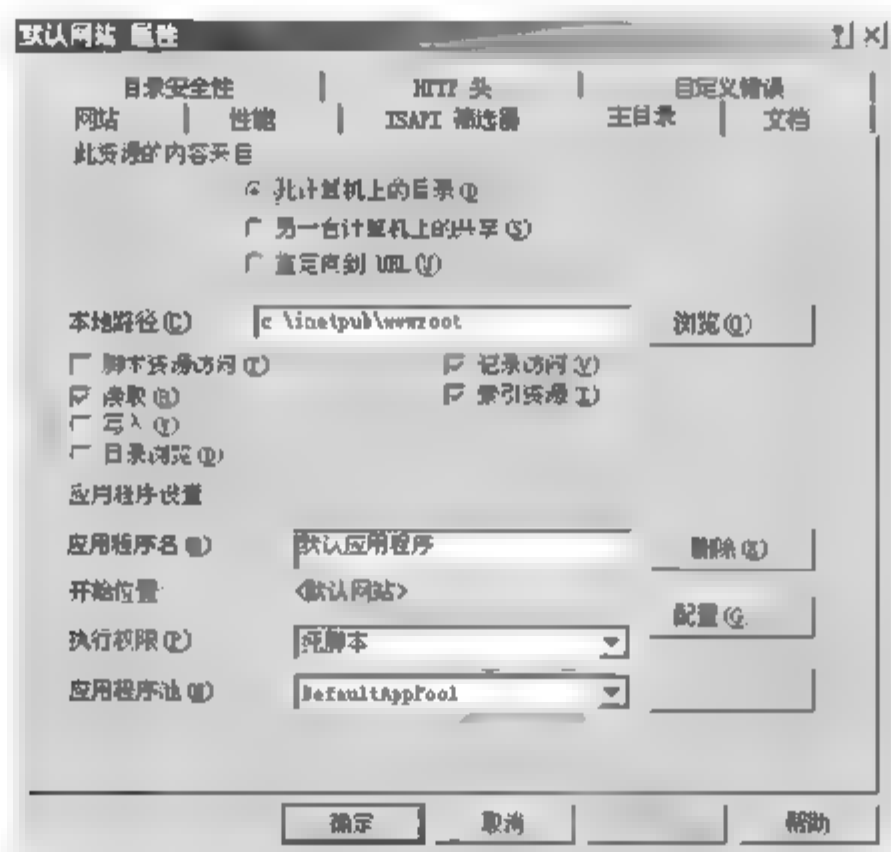 默认网站 属性
目录安全性 HTTP 头 自定义错误
网站 性能 ISAPI 筛选器 主目录 文档
此资源的内容来自
此计算机上的目录(D)
另一台计算机上的共享(S)
重定向到 URL(U)
本地路径(C) c \inetpub\wwwroot 浏览(O)
脚本资源访问(T) 记录访问(V)
读取(R) 索引资源(I)
写入(W)
目录浏览(B)
应用程序设置
应用程序名(M) 默认应用程序 删除(E)
开始位置 <默认网站>
配置(G
执行权限(P) 纯脚本
应用程序池(N) DefaultAppPool
确定 取消 帮助